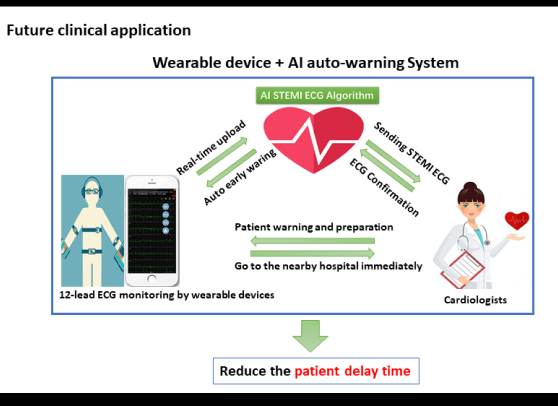 Future clinical application
Wearable device + AI auto-warning System
AI STEMI ECG Algorithm
Real-time upload
Auto early waring
Sending STEMI ECG
ECG Confirmation
Patient warning and preparation
Go to the nearby hospital immediately
12-lead ECG monitoring by wearable devices
Cardiologists
Reduce the patient delay time